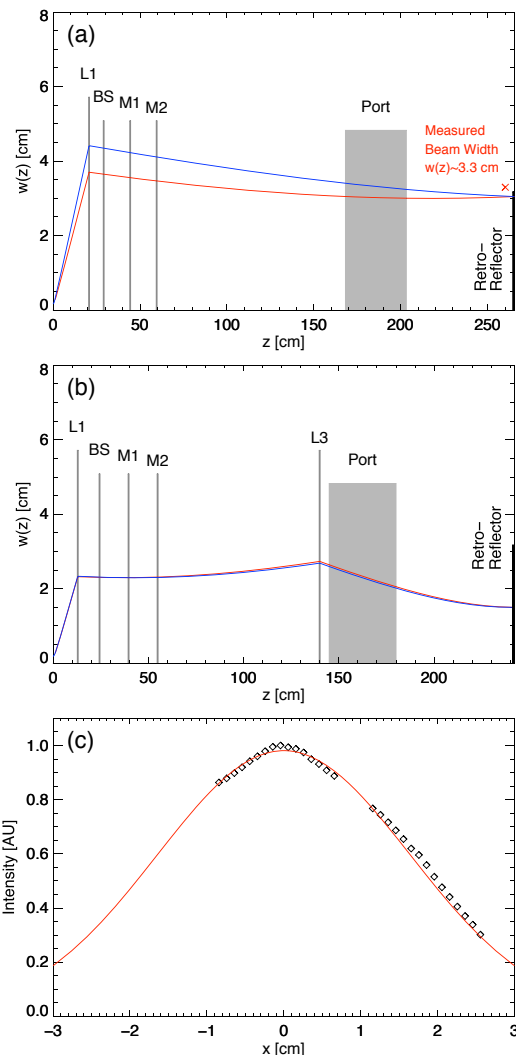 (a)
8
6
4
2
0
w(z) [cm]
L1
BS
M1
M2
Port
Measured
Beam Width
w(z)~3.3 cm
Retro-
Reflector
0 50 100 150 200 250
z [cm]
(b)
8
6
4
2
0
w(z) [cm]
L1
BS
M1
M2
L3
Port
Retro-
Reflector
0 50 100 150 200
z [cm]
(c)
1.0
0.8
0.6
0.4
0.2
0.0
Intensity [AU]
−3 −2 −1 0 1 2 3
x [cm]